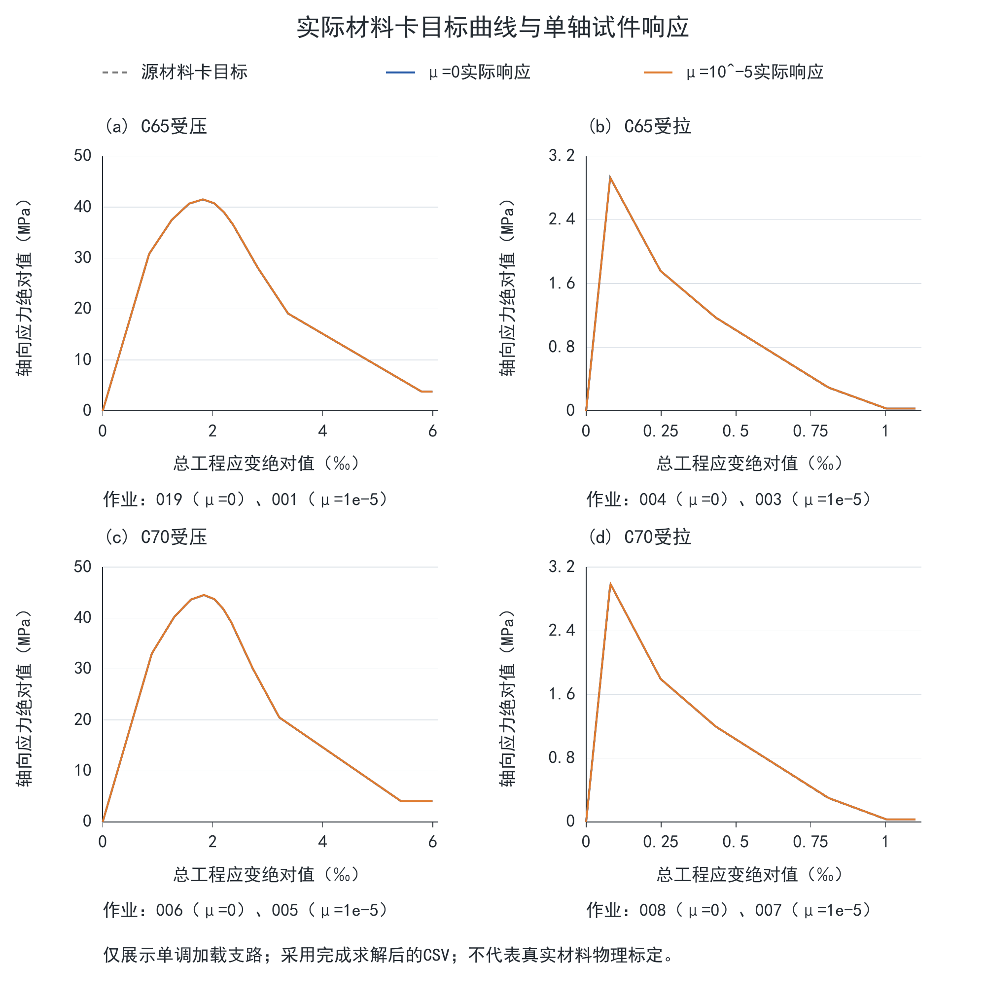 实际材料卡目标曲线与单轴试件响应
源材料卡目标
μ=0实际响应
μ=10^-5实际响应
(a) C65受压
50
40
30
20
10
0
轴向应力绝对值（MPa）
0 2 4 6
总工程应变绝对值（‰）
作业：019（μ=0）、001（μ=1e-5）
(b) C65受拉
3.2
2.4
1.6
0.8
0
轴向应力绝对值（MPa）
0 0.25 0.5 0.75 1
总工程应变绝对值（‰）
作业：004（μ=0）、003（μ=1e-5）
(c) C70受压
50
40
30
20
10
0
轴向应力绝对值（MPa）
0 2 4 6
总工程应变绝对值（‰）
作业：006（μ=0）、005（μ=1e-5）
(d) C70受拉
3.2
2.4
1.6
0.8
0
轴向应力绝对值（MPa）
0 0.25 0.5 0.75 1
总工程应变绝对值（‰）
作业：008（μ=0）、007（μ=1e-5）
仅展示单调加载支路；采用完成求解后的CSV；不代表真实材料物理标定。